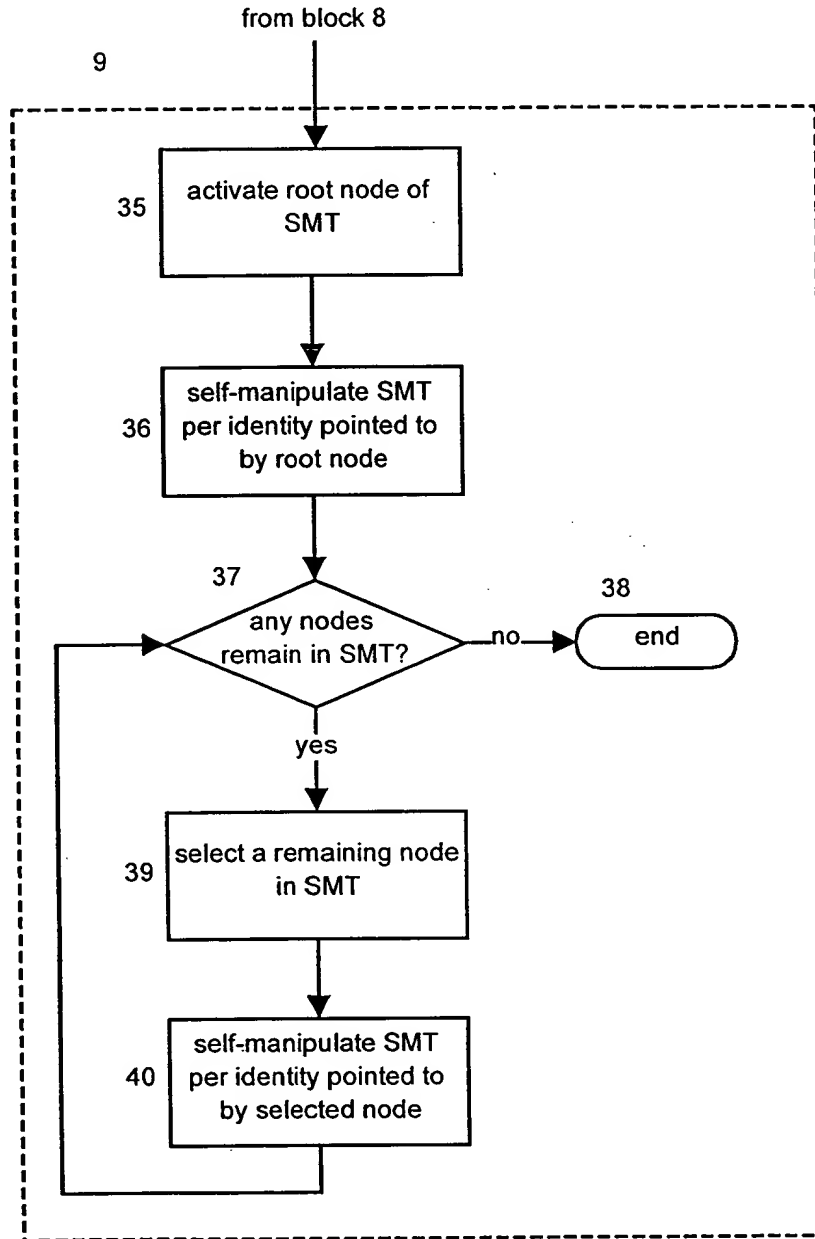 from block 8
9
35
activate root node of
SMT
36
self-manipulate SMT
per identity pointed to
by root node
37
any nodes
remain in SMT?
no
38
end
yes
39
select a remaining node
in SMT
40
self-manipulate SMT
per identity pointed to
by selected node